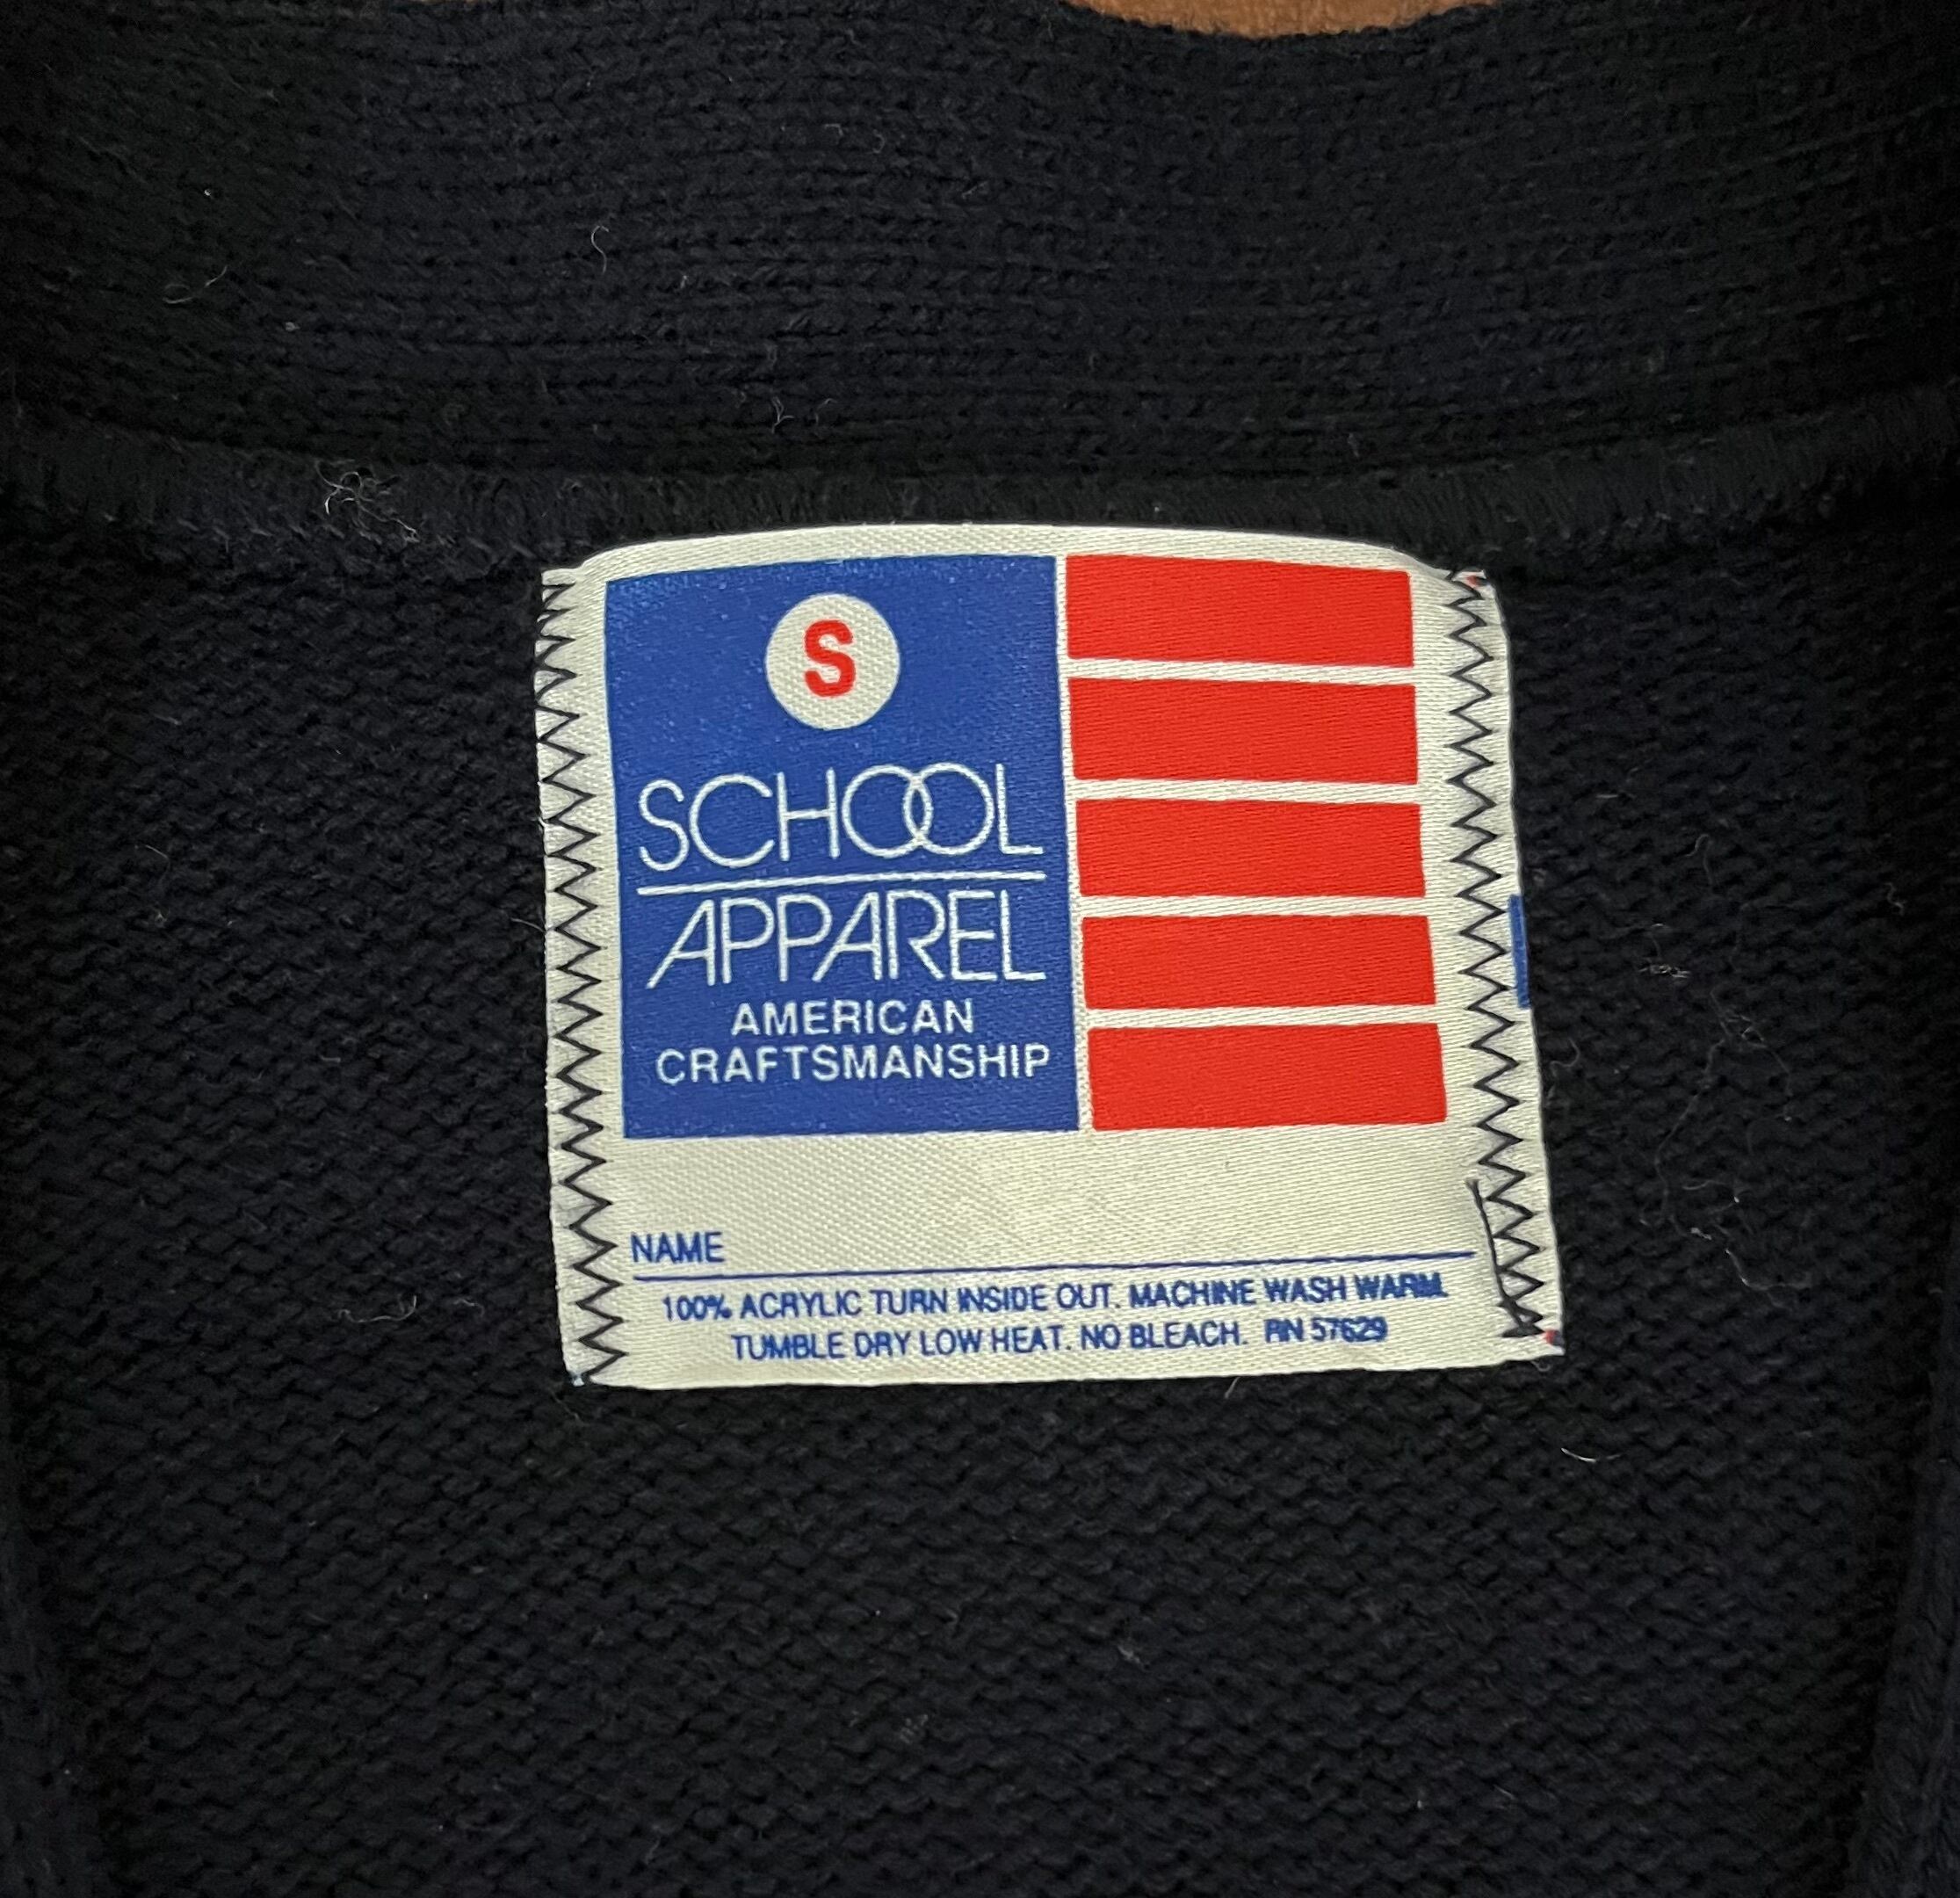 S
SCHOOL
APPAREL
AMERICAN
CRAFTSMANSHIP
NAME
100% ACRYLIC TURN INSIDE OUT. MACHINE WASH WARM.
TUMBLE DRY LOW HEAT. NO BLEACH. RN 57629